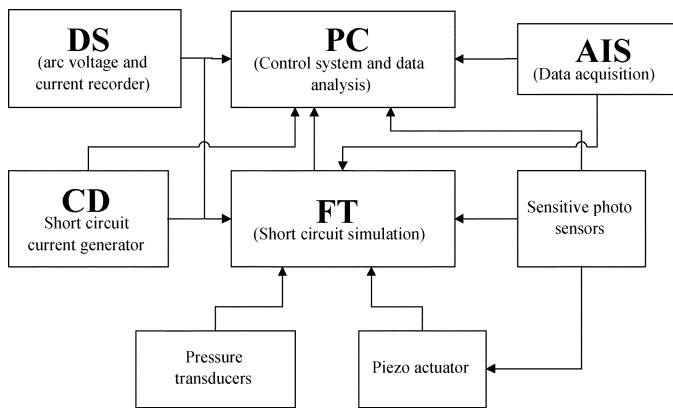 DS
(arc voltage and
current recorder)
PC
(Control system and data
analysis)
AIS
(Data acquisition)
CD
Short circuit
current generator
FT
(Short circuit simulation)
Sensitive photo
sensors
Pressure
transducers
Piezo actuator